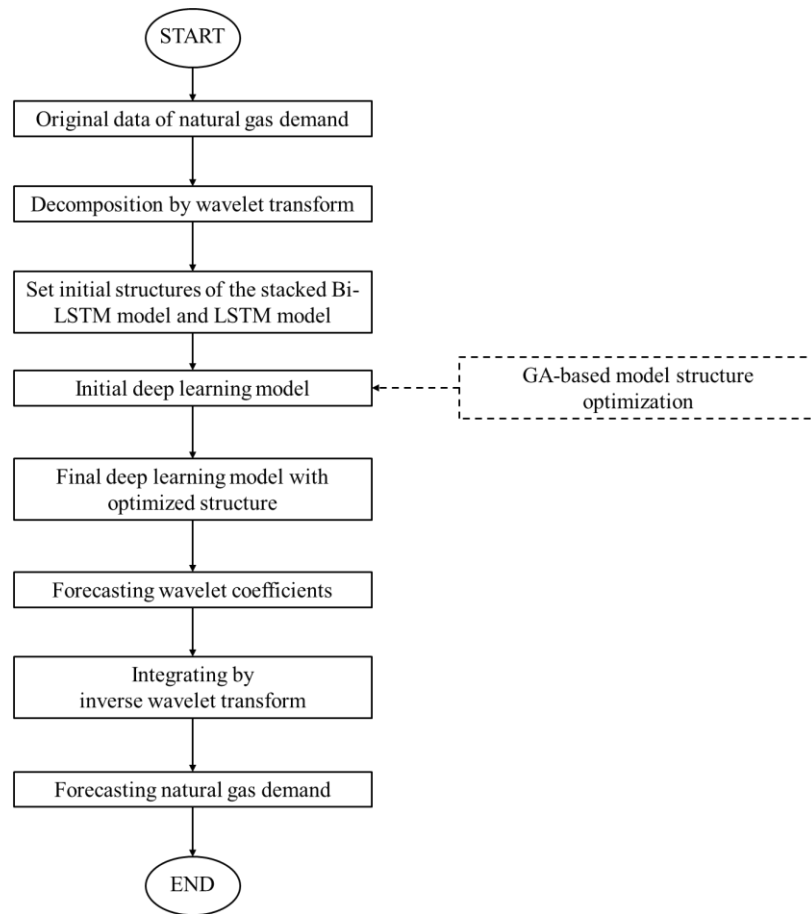 START
Original data of natural gas demand
Decomposition by wavelet transform
Set initial structures of the stacked Bi-
LSTM model and LSTM model
Initial deep learning model
GA-based model structure
optimization
Final deep learning model with
optimized structure
Forecasting wavelet coefficients
Integrating by
inverse wavelet transform
Forecasting natural gas demand
END